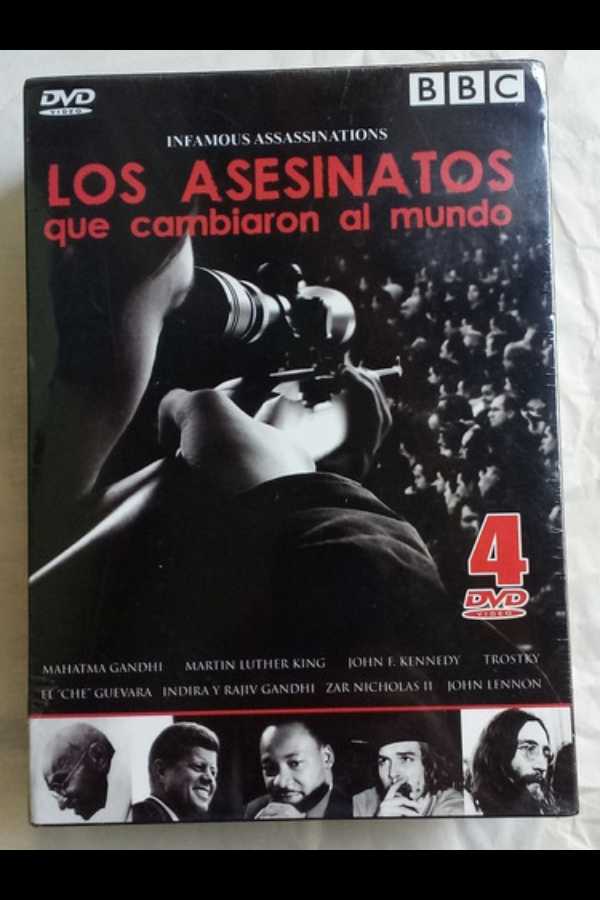 DVD
VIDEO
BBC
INFAMOUS ASSASSINATIONS
LOS ASESINATOS
que cambiaron al mundo
4
DVD
VIDEO
MAHATMA GANDHI MARTIN LUTHER KING JOHN F. KENNEDY TROSTKY
EL "CHE" GUEVARA INDIRA Y RAJIV GANDHI ZAR NICHOLAS II JOHN LENNON